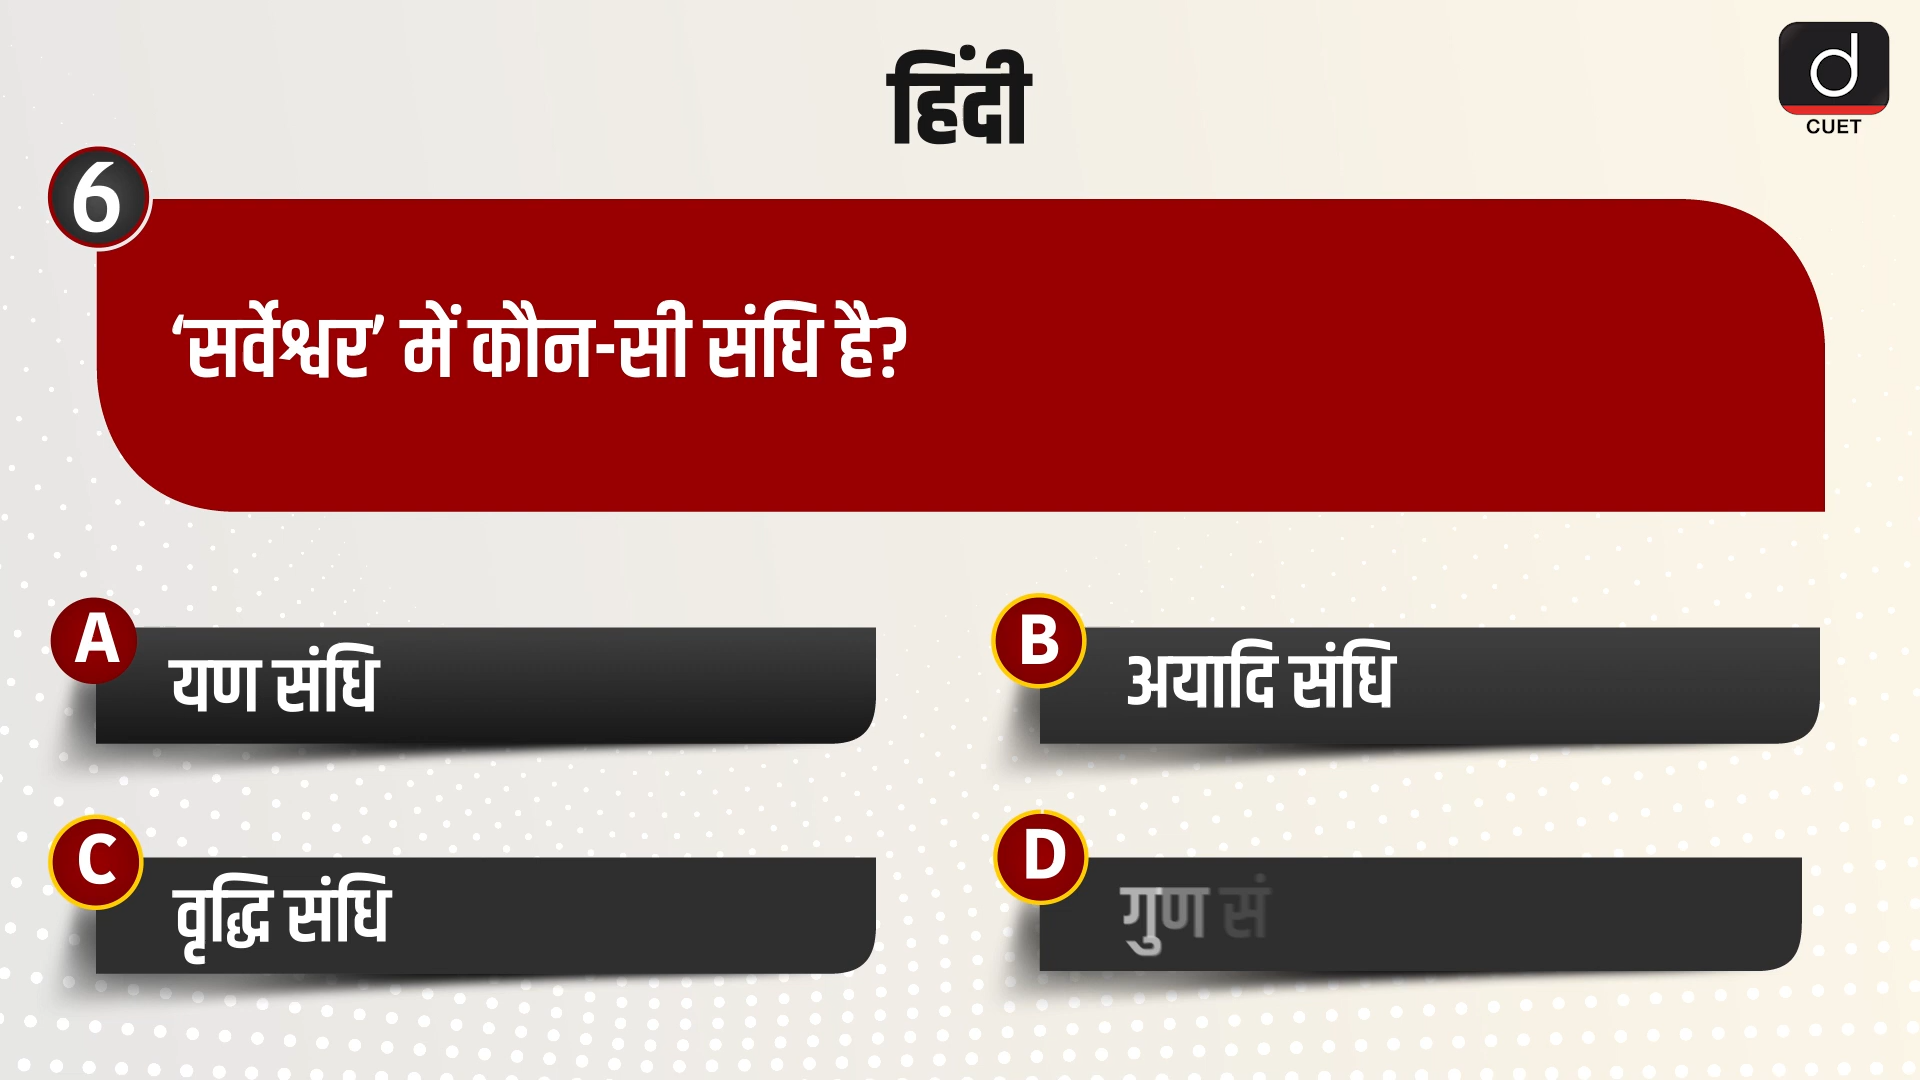 हिंदी
d
CUET
6
‘सर्वेश्वर’ में कौन-सी संधि है?
A
यण संधि
B
अयादि संधि
C
वृद्धि संधि
D
गुण सं